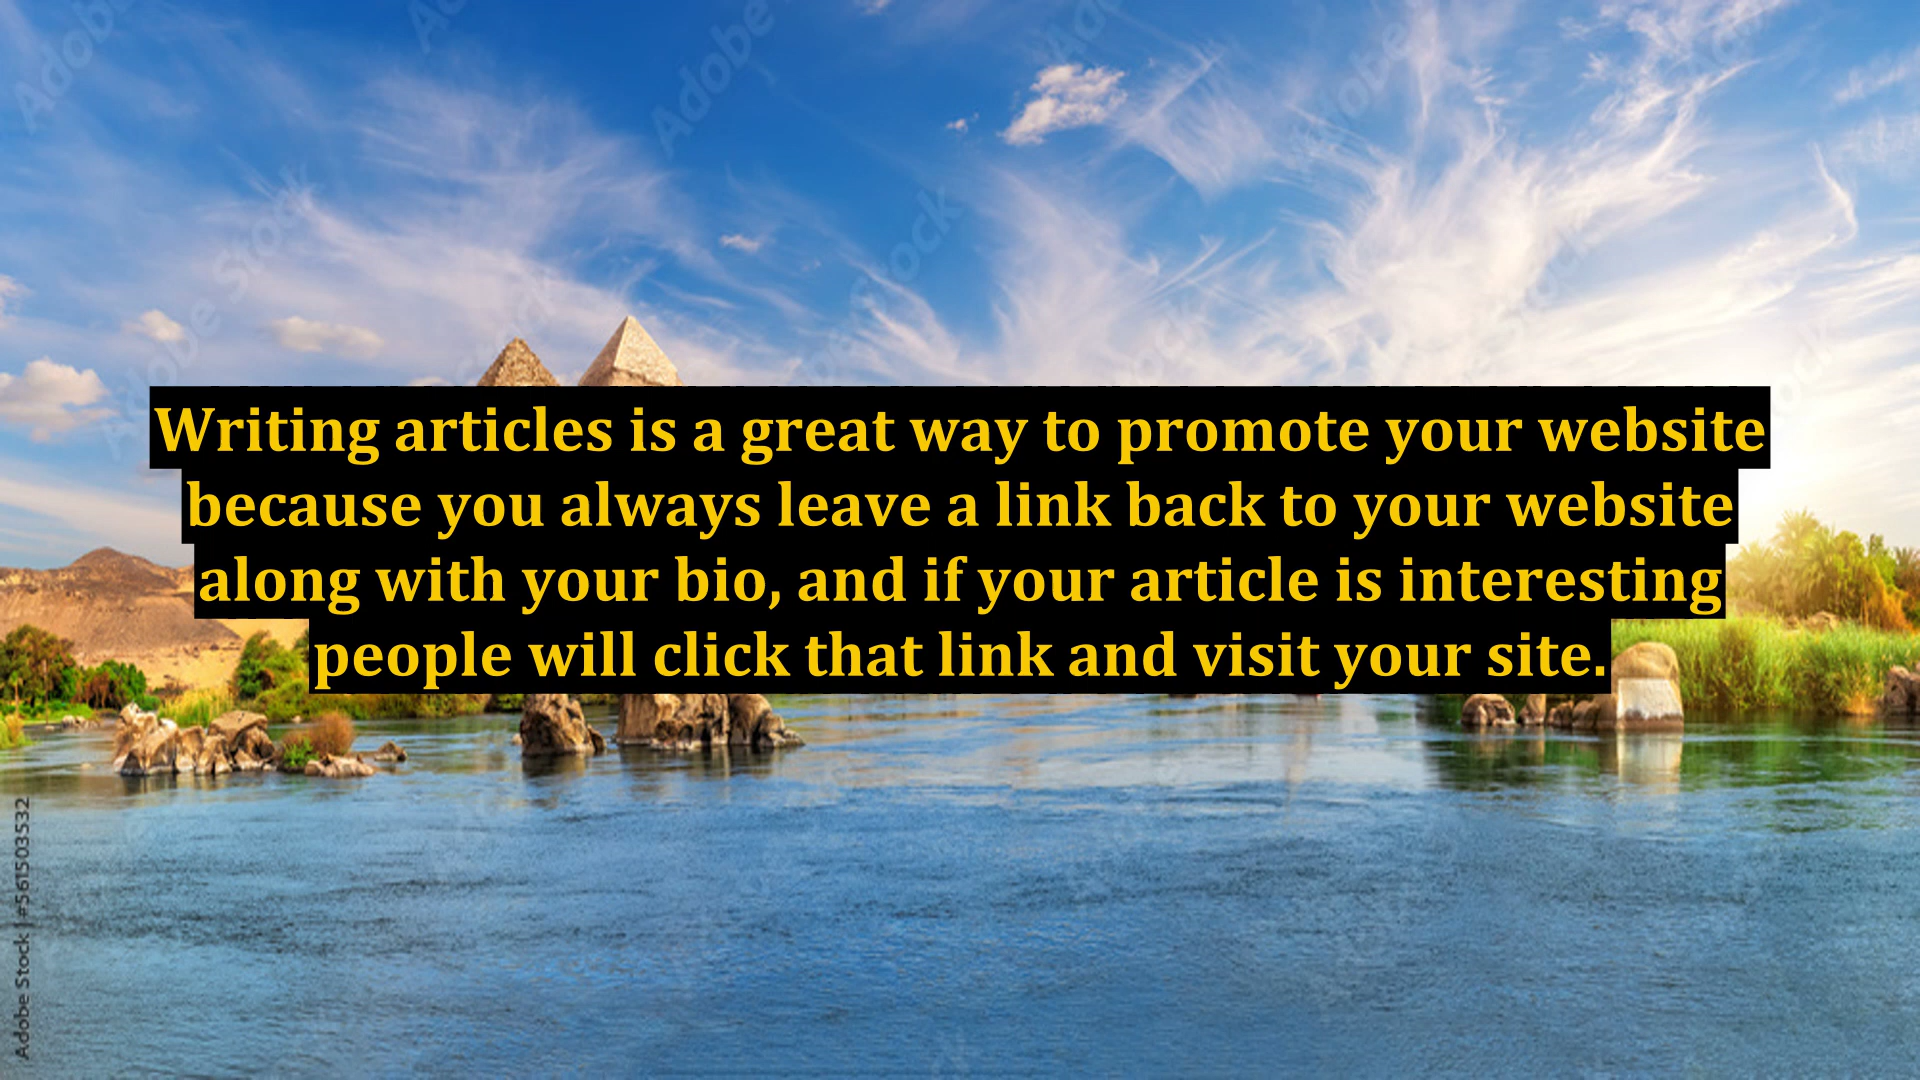 Writing articles is a great way to promote your website
because you always leave a link back to your website
along with your bio, and if your article is interesting
people will click that link and visit your site.
Adobe Stock | #561503532